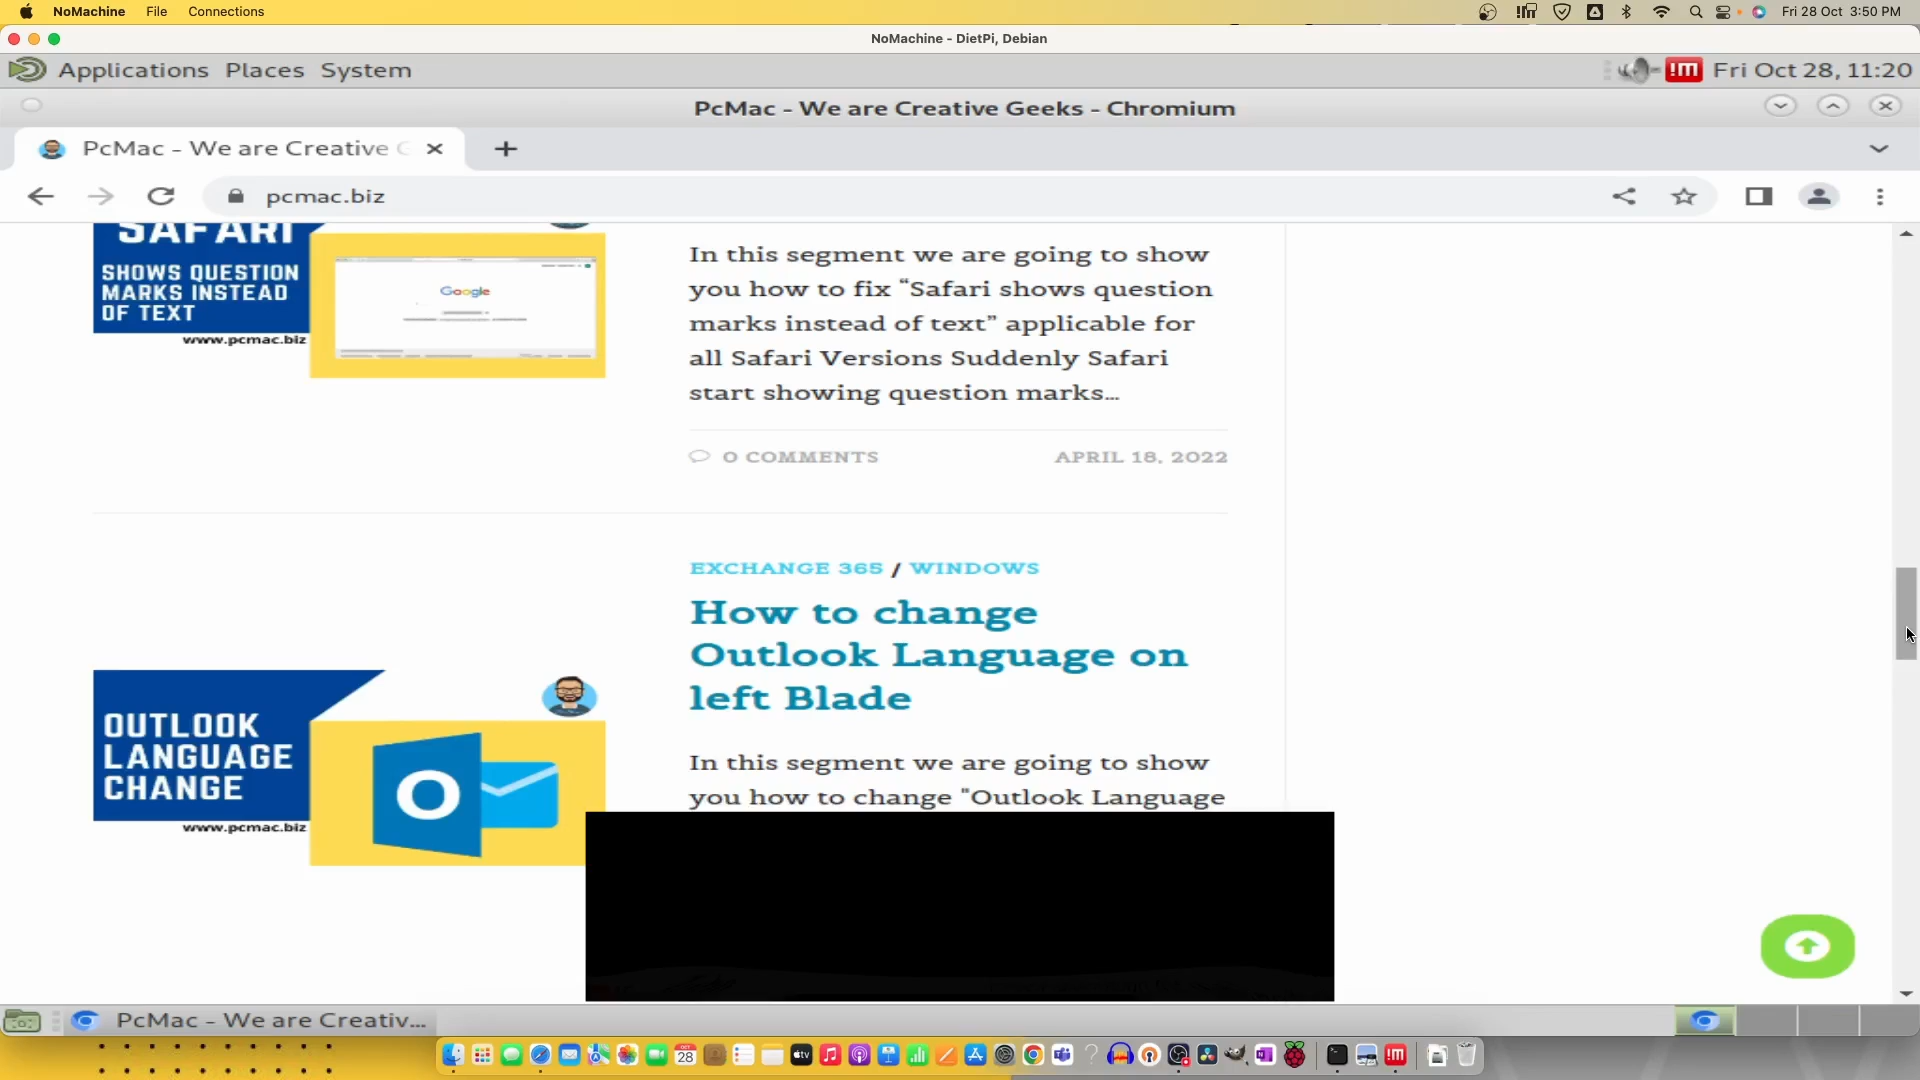 NoMachine File Connections Fri 28 Oct 3:50 PM
NoMachine - DietPi, Debian
Applications Places System !M Fri Oct 28, 11:20
PcMac - We are Creative Geeks - Chromium
PcMac - We are Creative
pcmac.biz
SAFARI
SHOWS QUESTION
MARKS INSTEAD
OF TEXT
www.pcmac.biz
Google
In this segment we are going to show
you how to fix “Safari shows question
marks instead of text” applicable for
all Safari Versions Suddenly Safari
start showing question marks...
0 COMMENTS APRIL 18, 2022
EXCHANGE 365 / WINDOWS
How to change
Outlook Language on
left Blade
OUTLOOK
LANGUAGE
CHANGE
www.pcmac.biz
O
In this segment we are going to show
you how to change "Outlook Language
PcMac - We are Creativ...
OCT
28
tv
!M